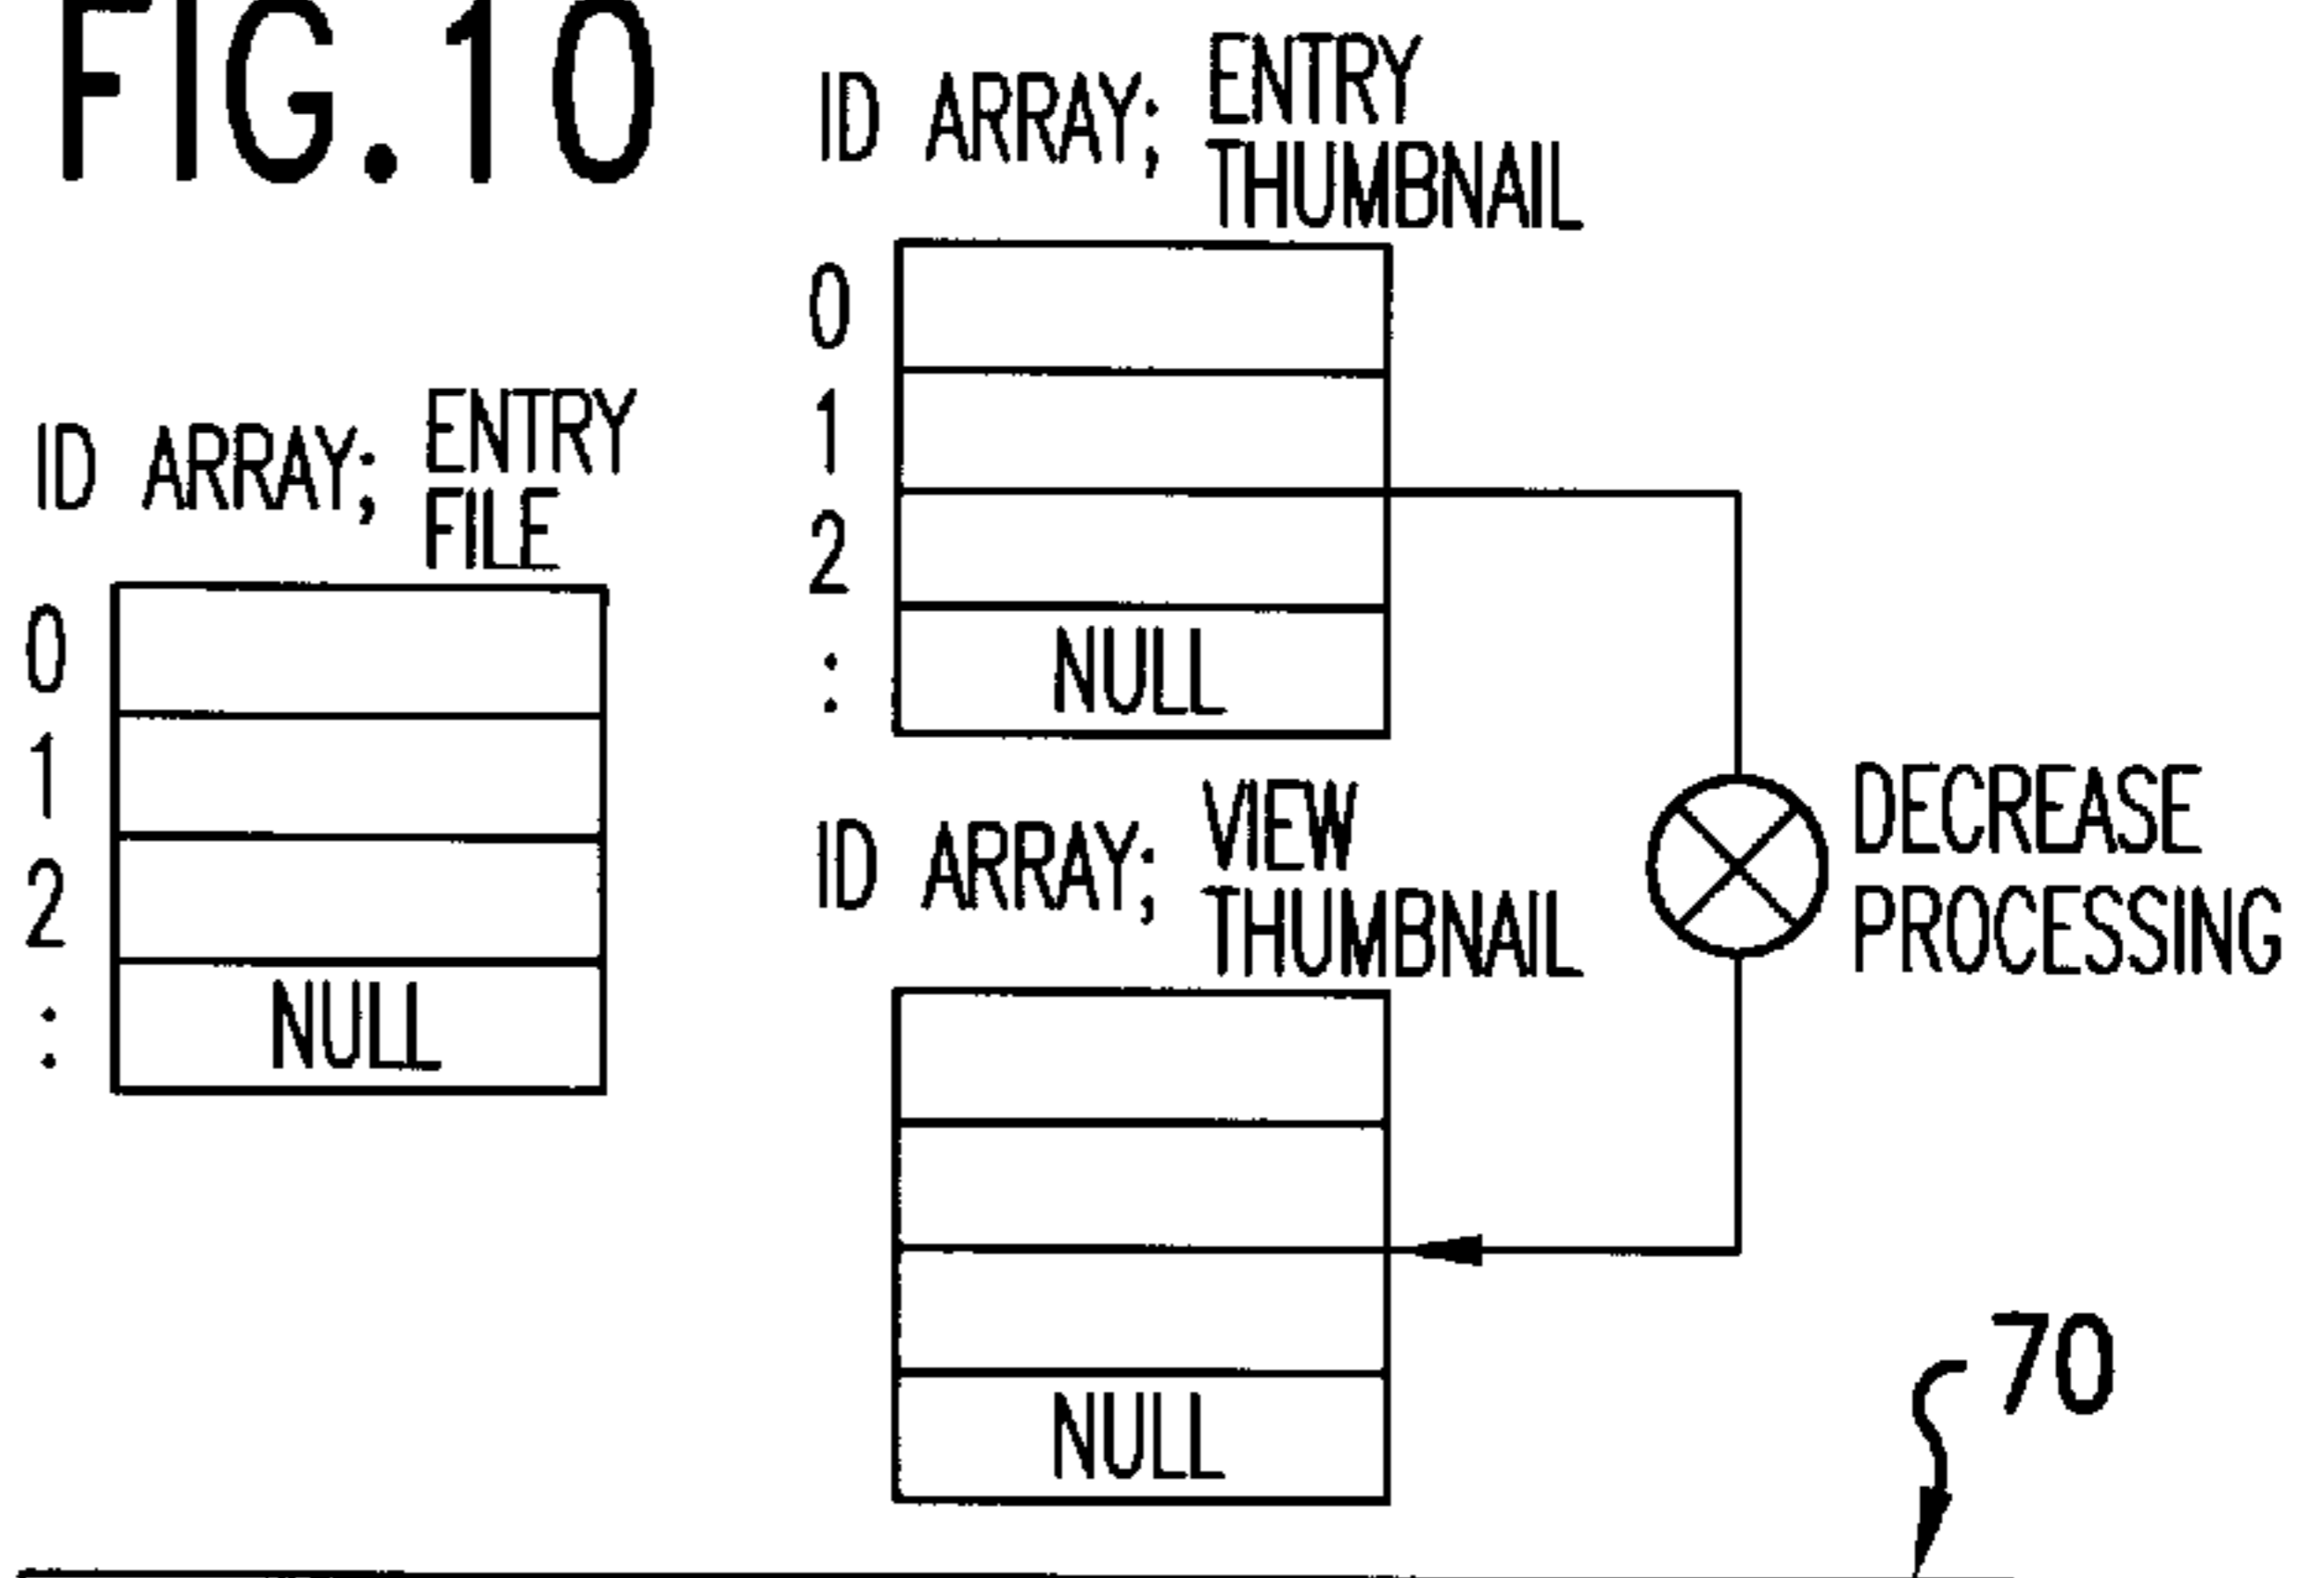 FIG.10
ID ARRAY; ENTRY
THUMBNAIL
0
1
2
:
NULL
ID ARRAY; ENTRY
FILE
0
1
2
:
NULL
ID ARRAY; VIEW
THUMBNAIL
NULL
DECREASE
PROCESSING
70